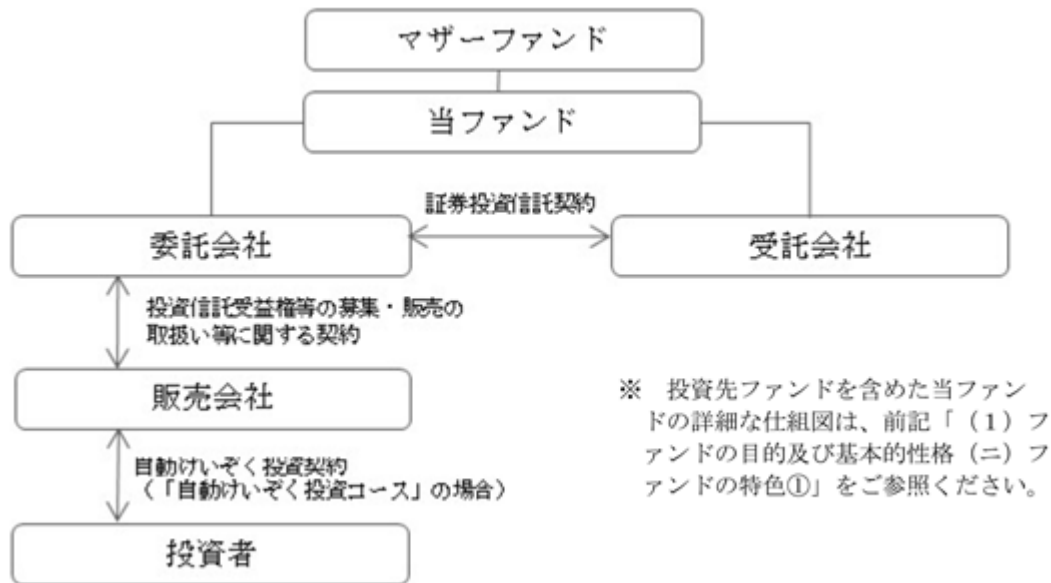 マザーファンド
当ファンド
証券投資信託契約
委託会社
受託会社
投資信託受益権等の募集・販売の
取扱い等に関する契約
販売会社
※ 投資先ファンドを含めた当ファン
ドの詳細な仕組図は、前記「(1)フ
ァンドの目的及び基本的性格(ニ)フ
ァンドの特色①」をご参照ください。
自動けいぞく投資契約
(「自動けいぞく投資コース」の場合)
投資者